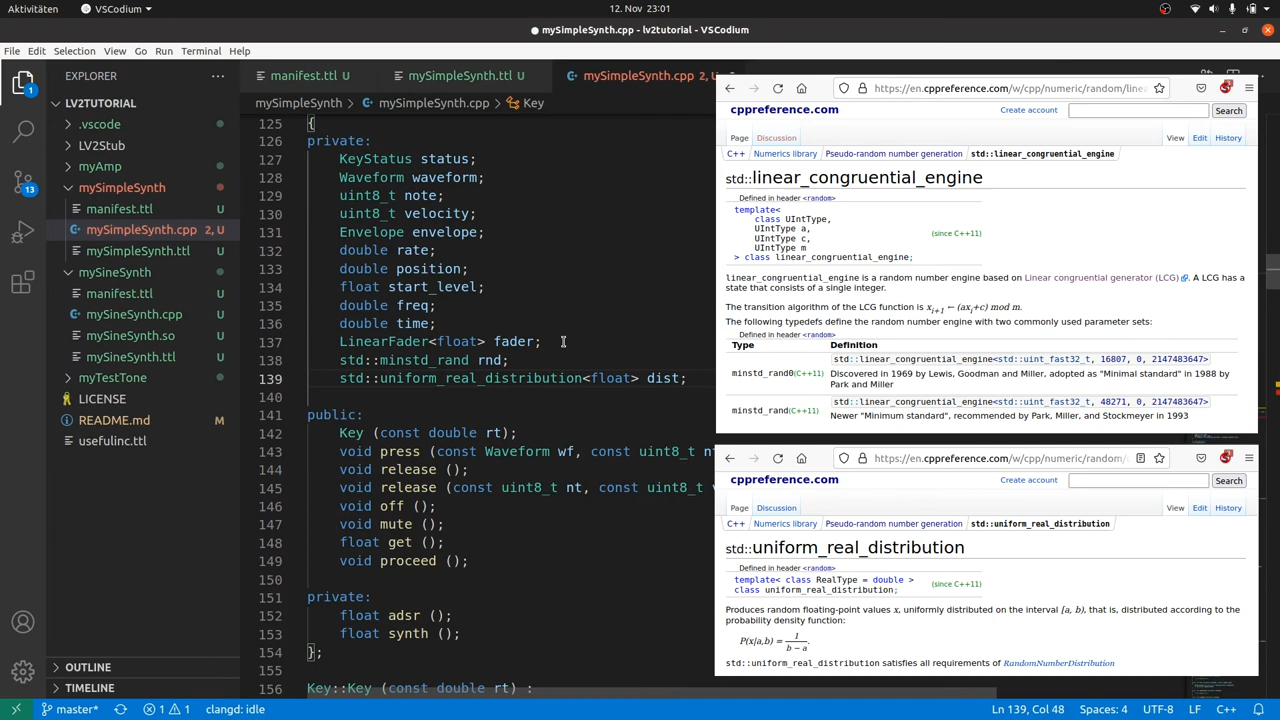 Aktivitäten
VSCodium
12. Nov 23:01
mySimpleSynth.cpp - lv2tutorial - VSCodium
File Edit Selection View Go Run Terminal Help
EXPLORER
LV2TUTORIAL
.vscode
l2Stub
myAmp
mySimpleSynth
manifest.ttl U
mySimpleSynth.cpp 2, U
mySimpleSynth.ttl U
mySineSynth
manifest.ttl U
mySineSynth.cpp U
mySineSynth.so U
mySineSynth.ttl U
myTestTone
LICENSE
README.md M
usefulinc.ttl U
OUTLINE
TIMELINE
1
13
manifest.ttl U
mySimpleSynth.ttl U
mySimpleSynth.cpp 2, U
mySimpleSynth > mySimpleSynth.cpp > Key
125 {
126 private:
127 KeyStatus status;
128 Waveform waveform;
129 uint8_t note;
130 uint8_t velocity;
131 Envelope envelope;
132 double rate;
133 double position;
134 float start_level;
135 double freq;
136 double time;
137 LinearFader<float> fader;
138 std::minstd_rand rnd;
139 std::uniform_real_distribution<float> dist;
140
141 public:
142 Key (const double rt);
143 void press (const Waveform wf, const uint8_t nt
144 void release ();
145 void release (const uint8_t nt, const uint8_t v
146 void off ();
147 void mute ();
148 float get ();
149 void proceed ();
150
151 private:
152 float adsr ();
153 float synth ();
154 };
155
156 Key::Key (const double rt) :
https://en.cppreference.com/w/cpp/numeric/random/linea
cppreference.com
Create account
Search
Page Discussion
View Edit History
C++ Numerics library Pseudo-random number generation std::linear_congruential_engine
std::linear_congruential_engine
Defined in header <random>
template<
class UIntType,
UIntType a,
UIntType c,
UIntType m
> class linear_congruential_engine;
(since C++11)
linear_congruential_engine is a random number engine based on Linear congruential generator (LCG). A LCG has a
state that consists of a single integer.
The transition algorithm of the LCG function is xi+1 ← (axi+c) mod m.
The following typedefs define the random number engine with two commonly used parameter sets:
Defined in header <random>
Type Definition
std::linear_congruential_engine<std::uint_fast32_t, 16807, 0, 2147483647>
minstd_rand0(C++11) Discovered in 1969 by Lewis, Goodman and Miller, adopted as "Minimal standard" in 1988 by
Park and Miller
std::linear_congruential_engine<std::uint_fast32_t, 48271, 0, 2147483647>
minstd_rand(C++11)
Newer "Minimum standard", recommended by Park, Miller, and Stockmeyer in 1993
https://en.cppreference.com/w/cpp/numeric/random/
cppreference.com
Create account
Search
Page Discussion
View Edit History
C++ Numerics library Pseudo-random number generation std::uniform_real_distribution
std::uniform_real_distribution
Defined in header <random>
template< class RealType = double >
class uniform_real_distribution;
(since C++11)
Produces random floating-point values x, uniformly distributed on the interval [a, b), that is, distributed according to the
probability density function:
P(x|a,b) = 1
b − a
.
std::uniform_real_distribution satisfies all requirements of RandomNumberDistribution
master* 1 1 clangd: idle
Ln 139, Col 48 Spaces: 4 UTF-8 LF C++